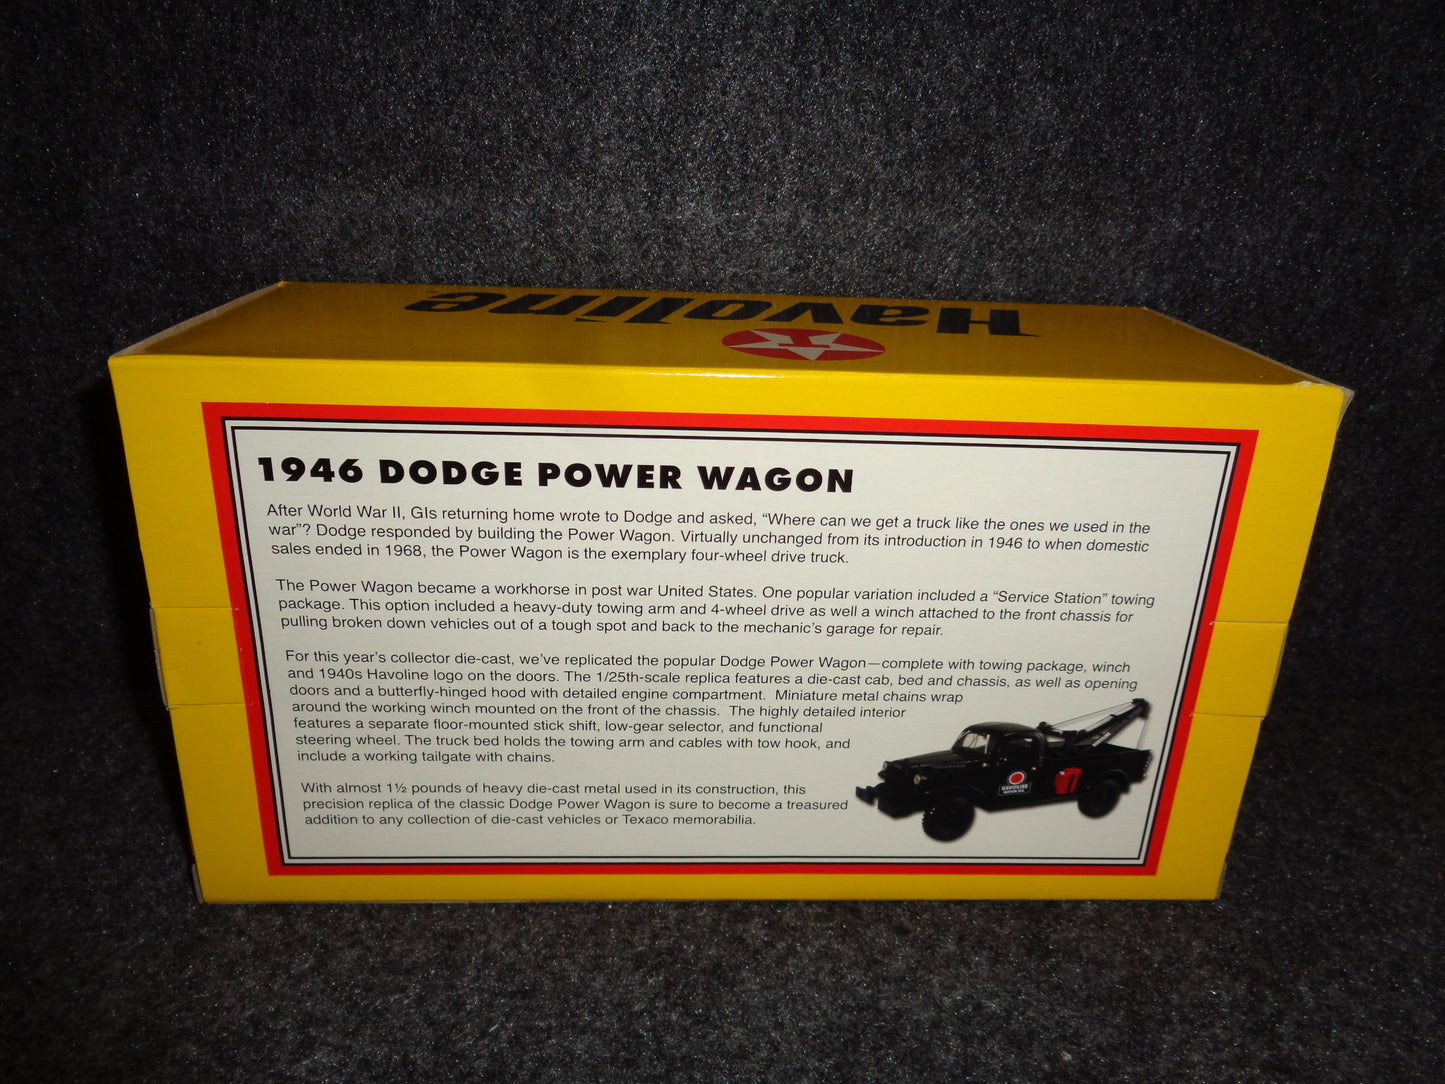 Havoline
T
1946 DODGE POWER WAGON
After World War II, GIs returning home wrote to Dodge and asked, “Where can we get a truck like the ones we used in the
war”? Dodge responded by building the Power Wagon. Virtually unchanged from its introduction in 1946 to when domestic
sales ended in 1968, the Power Wagon is the exemplary four-wheel drive truck.
The Power Wagon became a workhorse in post war United States. One popular variation included a “Service Station” towing
package. This option included a heavy-duty towing arm and 4-wheel drive as well a winch attached to the front chassis for
pulling broken down vehicles out of a tough spot and back to the mechanic’s garage for repair.
For this year’s collector die-cast, we’ve replicated the popular Dodge Power Wagon—complete with towing package, winch
and 1940s Havoline logo on the doors. The 1/25th-scale replica features a die-cast cab, bed and chassis, as well as opening
doors and a butterfly-hinged hood with detailed engine compartment. Miniature metal chains wrap
around the working winch mounted on the front of the chassis. The highly detailed interior
features a separate floor-mounted stick shift, low-gear selector, and functional
steering wheel. The truck bed holds the towing arm and cables with tow hook, and
include a working tailgate with chains.
With almost 1½ pounds of heavy die-cast metal used in its construction, this
precision replica of the classic Dodge Power Wagon is sure to become a treasured
addition to any collection of die-cast vehicles or Texaco memorabilia.
HAVOLINE
MOTOR OIL